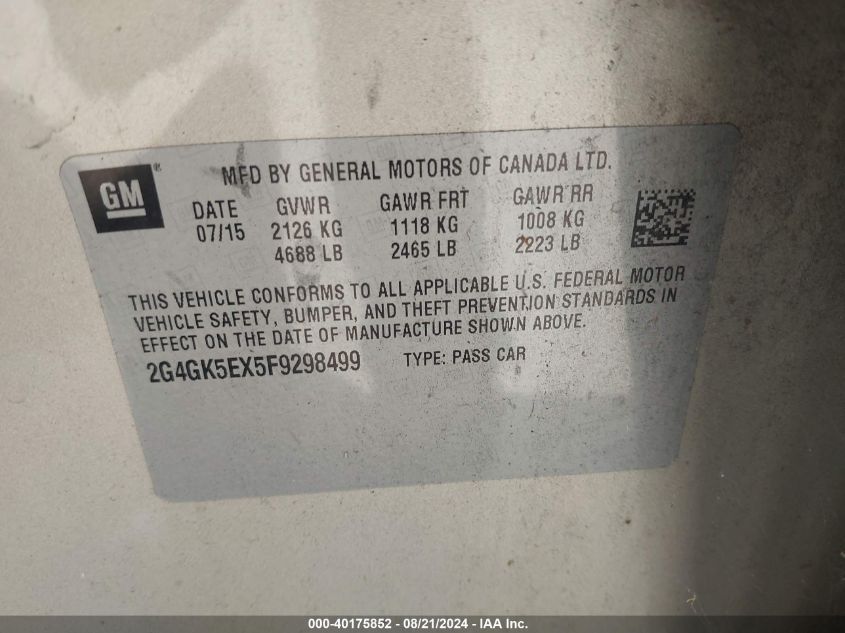 MFD BY GENERAL MOTORS OF CANADA LTD.
GM ®
DATE GVWR GAWR FRT GAWR RR
07/15 2126 KG 1118 KG 1008 KG
4688 LB 2465 LB 2223 LB
THIS VEHICLE CONFORMS TO ALL APPLICABLE U.S. FEDERAL MOTOR
VEHICLE SAFETY, BUMPER, AND THEFT PREVENTION STANDARDS IN
EFFECT ON THE DATE OF MANUFACTURE SHOWN ABOVE.
2G4GK5EX5F9298499 TYPE: PASS CAR
000-40175852 - 08/21/2024 - IAA Inc.